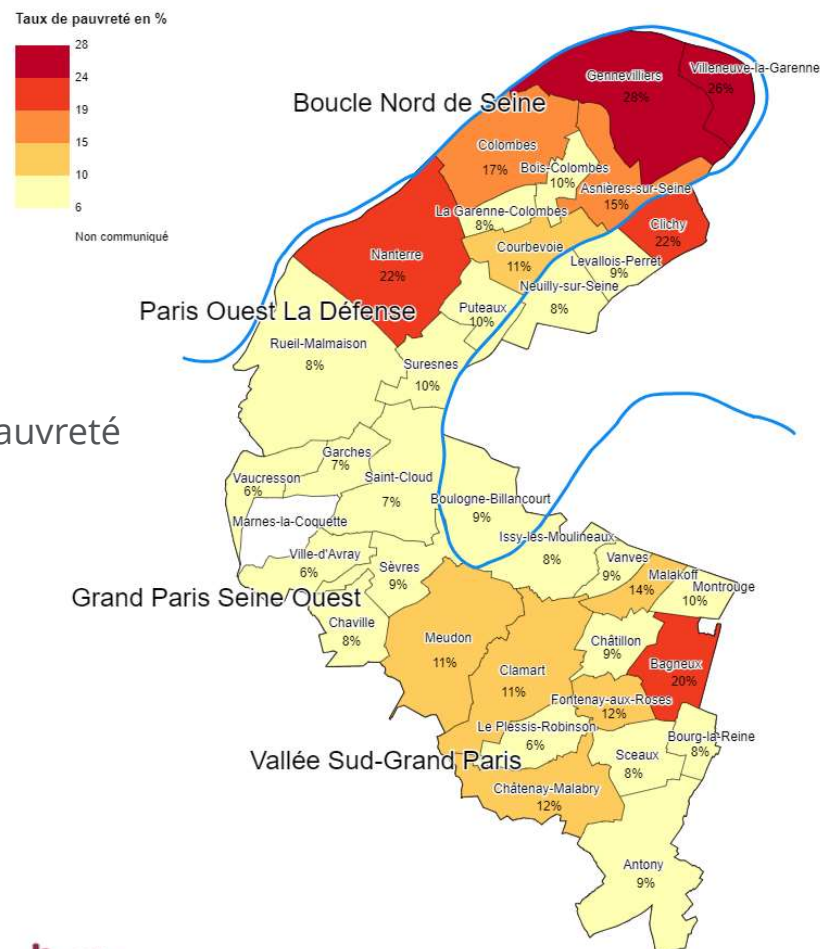 Taux de pauvreté en %
28
24
19
15
10
6
Non communiqué
Boucle Nord de Seine
Gennevilliers
28%
Villeneuve-la-Garenne
26%
Colombes
17%
Bois-Colombes
10%
Asnières-sur-Seine
15%
La Garenne-Colombes
8%
Clichy
22%
Courbevoie
11%
Nanterre
22%
Levallois-Perret
9%
Neuilly-sur-Seine
8%
Paris Ouest La Défense
Puteaux
10%
Rueil-Malmaison
8%
Suresnes
10%
auvreté
Garches
7%
Vaucresson
6%
Saint-Cloud
7%
Boulogne-Billancourt
9%
Marnes-la-Coquette
Issy-les-Moulineaux
8%
Ville-d'Avray
6%
Sèvres
9%
Vanves
9%
Malakoff
14%
Montrouge
10%
Grand Paris Seine Ouest
Chaville
8%
Meudon
11%
Châtillon
9%
Clamart
11%
Bagneux
20%
Fontenay-aux-Roses
12%
Le Plessis-Robinson
6%
Bourg-la-Reine
8%
Vallée Sud-Grand Paris
Sceaux
8%
Châtenay-Malabry
12%
Antony
9%